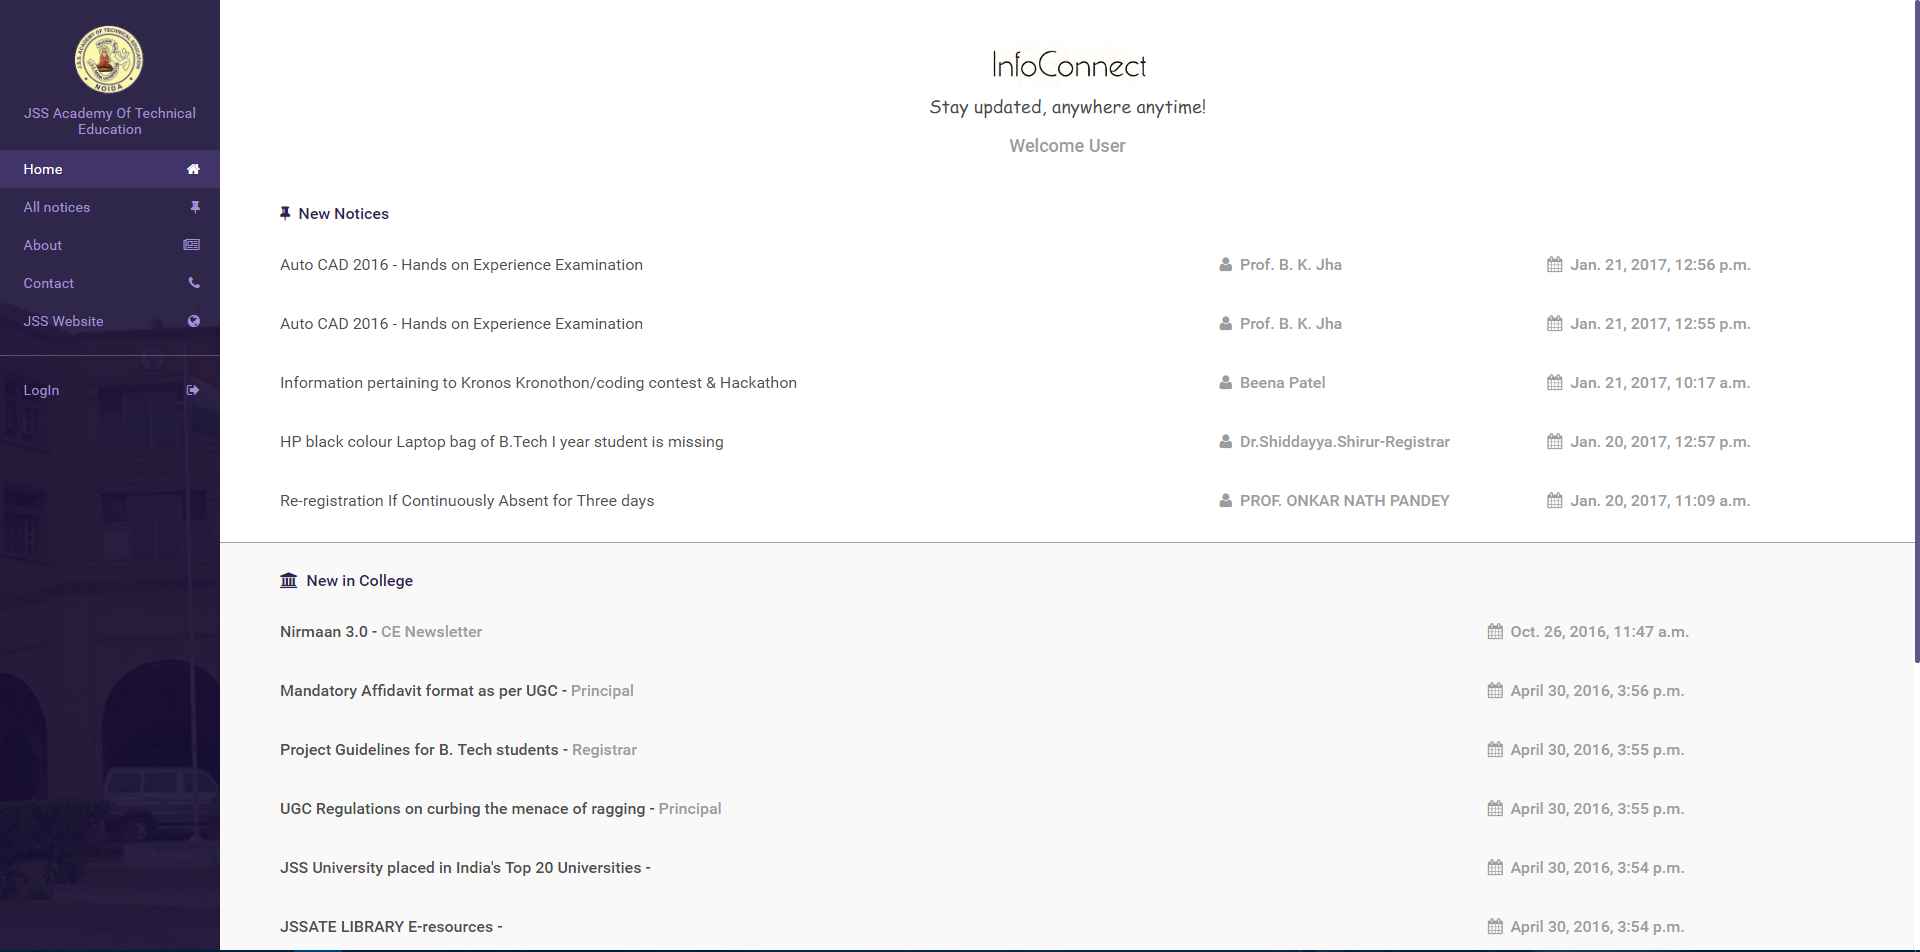 J.S.S. ACADEMY OF TECHNICAL EDUCATION
NOIDA
JSS Academy Of Technical
Education
Home
All notices
About
Contact
JSS Website
LogIn
InfoConnect
Stay updated, anywhere anytime!
Welcome User
New Notices
Auto CAD 2016 - Hands on Experience Examination Prof. B. K. Jha Jan. 21, 2017, 12:56 p.m.
Auto CAD 2016 - Hands on Experience Examination Prof. B. K. Jha Jan. 21, 2017, 12:55 p.m.
Information pertaining to Kronos Kronothon/coding contest & Hackathon Beena Patel Jan. 21, 2017, 10:17 a.m.
HP black colour Laptop bag of B.Tech I year student is missing Dr.Shiddayya.Shirur-Registrar Jan. 20, 2017, 12:57 p.m.
Re-registration If Continuously Absent for Three days PROF. ONKAR NATH PANDEY Jan. 20, 2017, 11:09 a.m.
New in College
Nirmaan 3.0 - CE Newsletter Oct. 26, 2016, 11:47 a.m.
Mandatory Affidavit format as per UGC - Principal April 30, 2016, 3:56 p.m.
Project Guidelines for B. Tech students - Registrar April 30, 2016, 3:55 p.m.
UGC Regulations on curbing the menace of ragging - Principal April 30, 2016, 3:55 p.m.
JSS University placed in India's Top 20 Universities - April 30, 2016, 3:54 p.m.
JSSATE LIBRARY E-resources - April 30, 2016, 3:54 p.m.